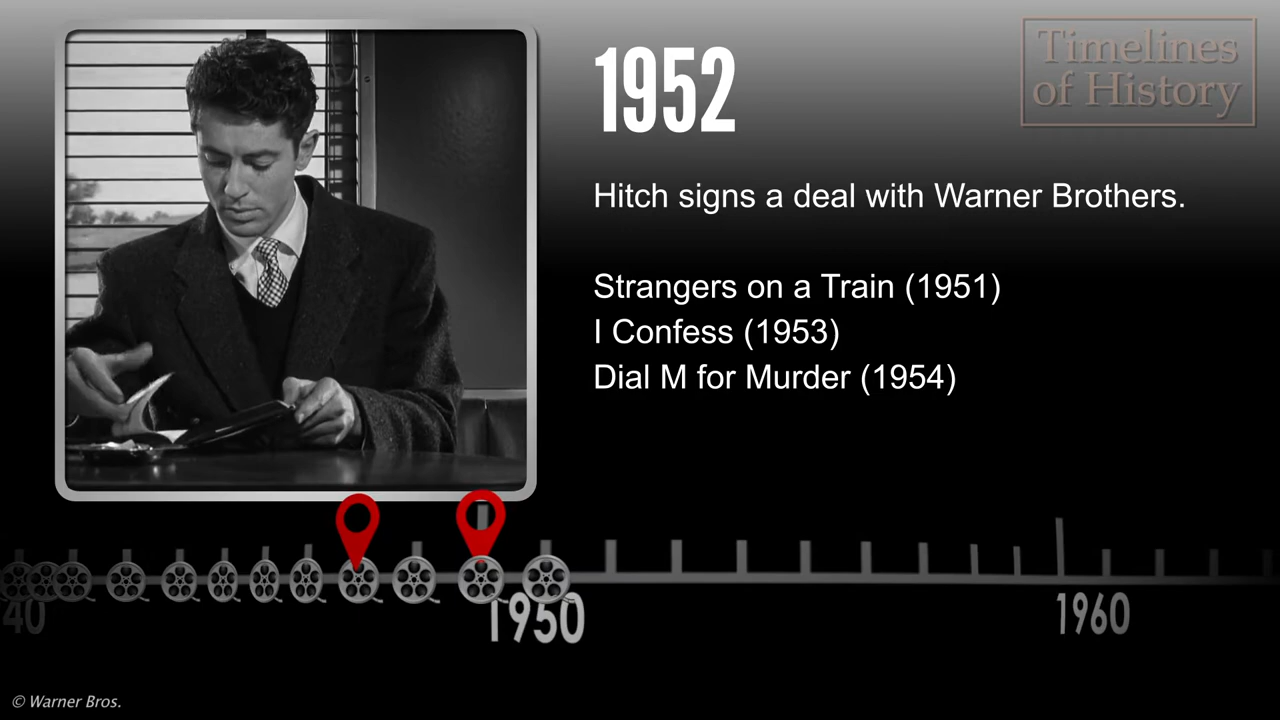 1952
Timelines
of History
Hitch signs a deal with Warner Brothers.
Strangers on a Train (1951)
I Confess (1953)
Dial M for Murder (1954)
40
1950
1960
© Warner Bros.